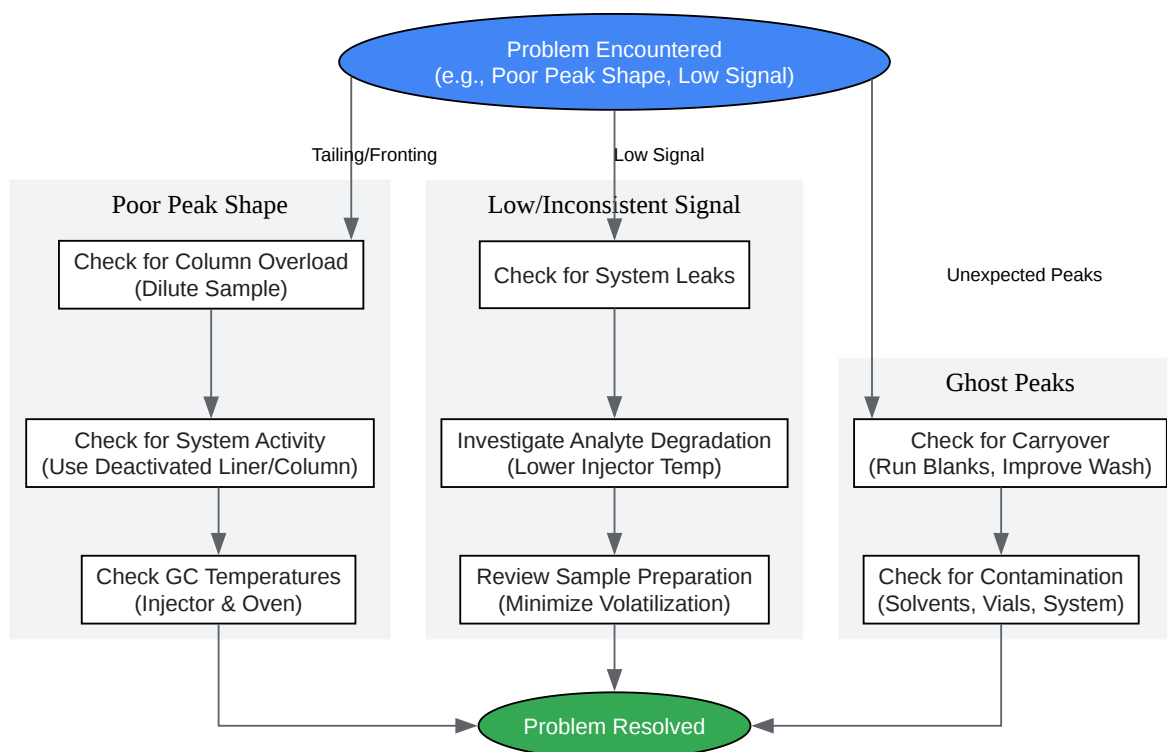 Problem Encountered
(e.g., Poor Peak Shape, Low Signal)
Tailing/Fronting
Low Signal
Unexpected Peaks
Poor Peak Shape
Check for Column Overload
(Dilute Sample)
Check for System Activity
(Use Deactivated Liner/Column)
Check GC Temperatures
(Injector & Oven)
Low/Inconsistent Signal
Check for System Leaks
Investigate Analyte Degradation
(Lower Injector Temp)
Review Sample Preparation
(Minimize Volatilization)
Ghost Peaks
Check for Carryover
(Run Blanks, Improve Wash)
Check for Contamination
(Solvents, Vials, System)
Problem Resolved